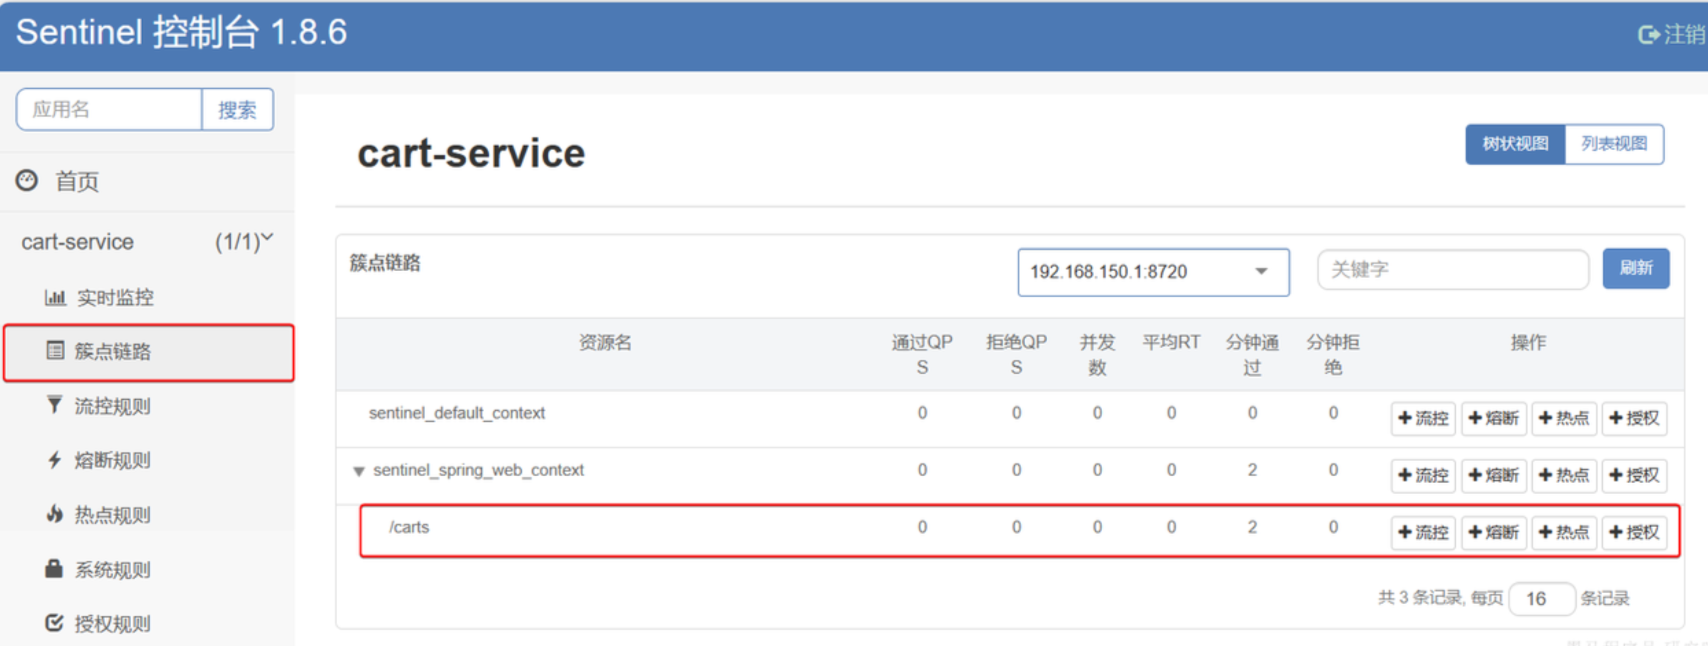 Sentinel 控制台 1.8.6
注销
应用名 搜索
首页
cart-service (1/1)
实时监控
簇点链路
流控规则
熔断规则
热点规则
系统规则
授权规则
cart-service
树状视图 列表视图
簇点链路 192.168.150.1:8720 关键字 刷新
资源名 通过QPS 拒绝QPS 并发数 平均RT 分钟通过 分钟拒绝 操作
sentinel_default_context 0 0 0 0 0 0 +流控 +熔断 +热点 +授权
sentinel_spring_web_context 0 0 0 0 2 0 +流控 +熔断 +热点 +授权
/carts 0 0 0 0 2 0 +流控 +熔断 +热点 +授权
共 3 条记录, 每页 16 条记录